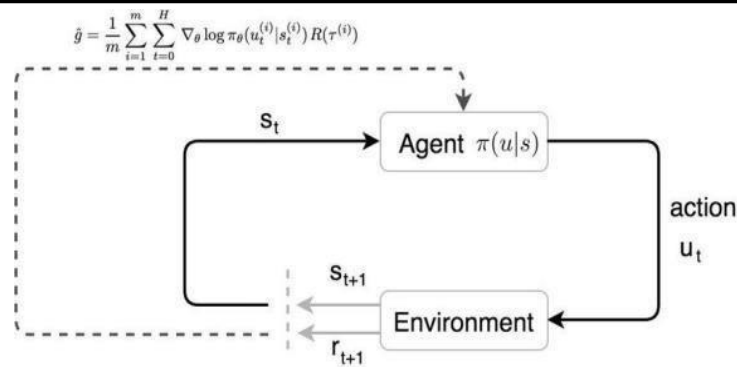 ĝ = 1/m ∑_{i=1}^{m} ∑_{t=0}^{H} ∇_θ log π_θ(u_t^{(i)}|s_t^{(i)}) R(τ^{(i)})
s_t
Agent π(u|s)
action
u_t
s_{t+1}
Environment
r_{t+1}